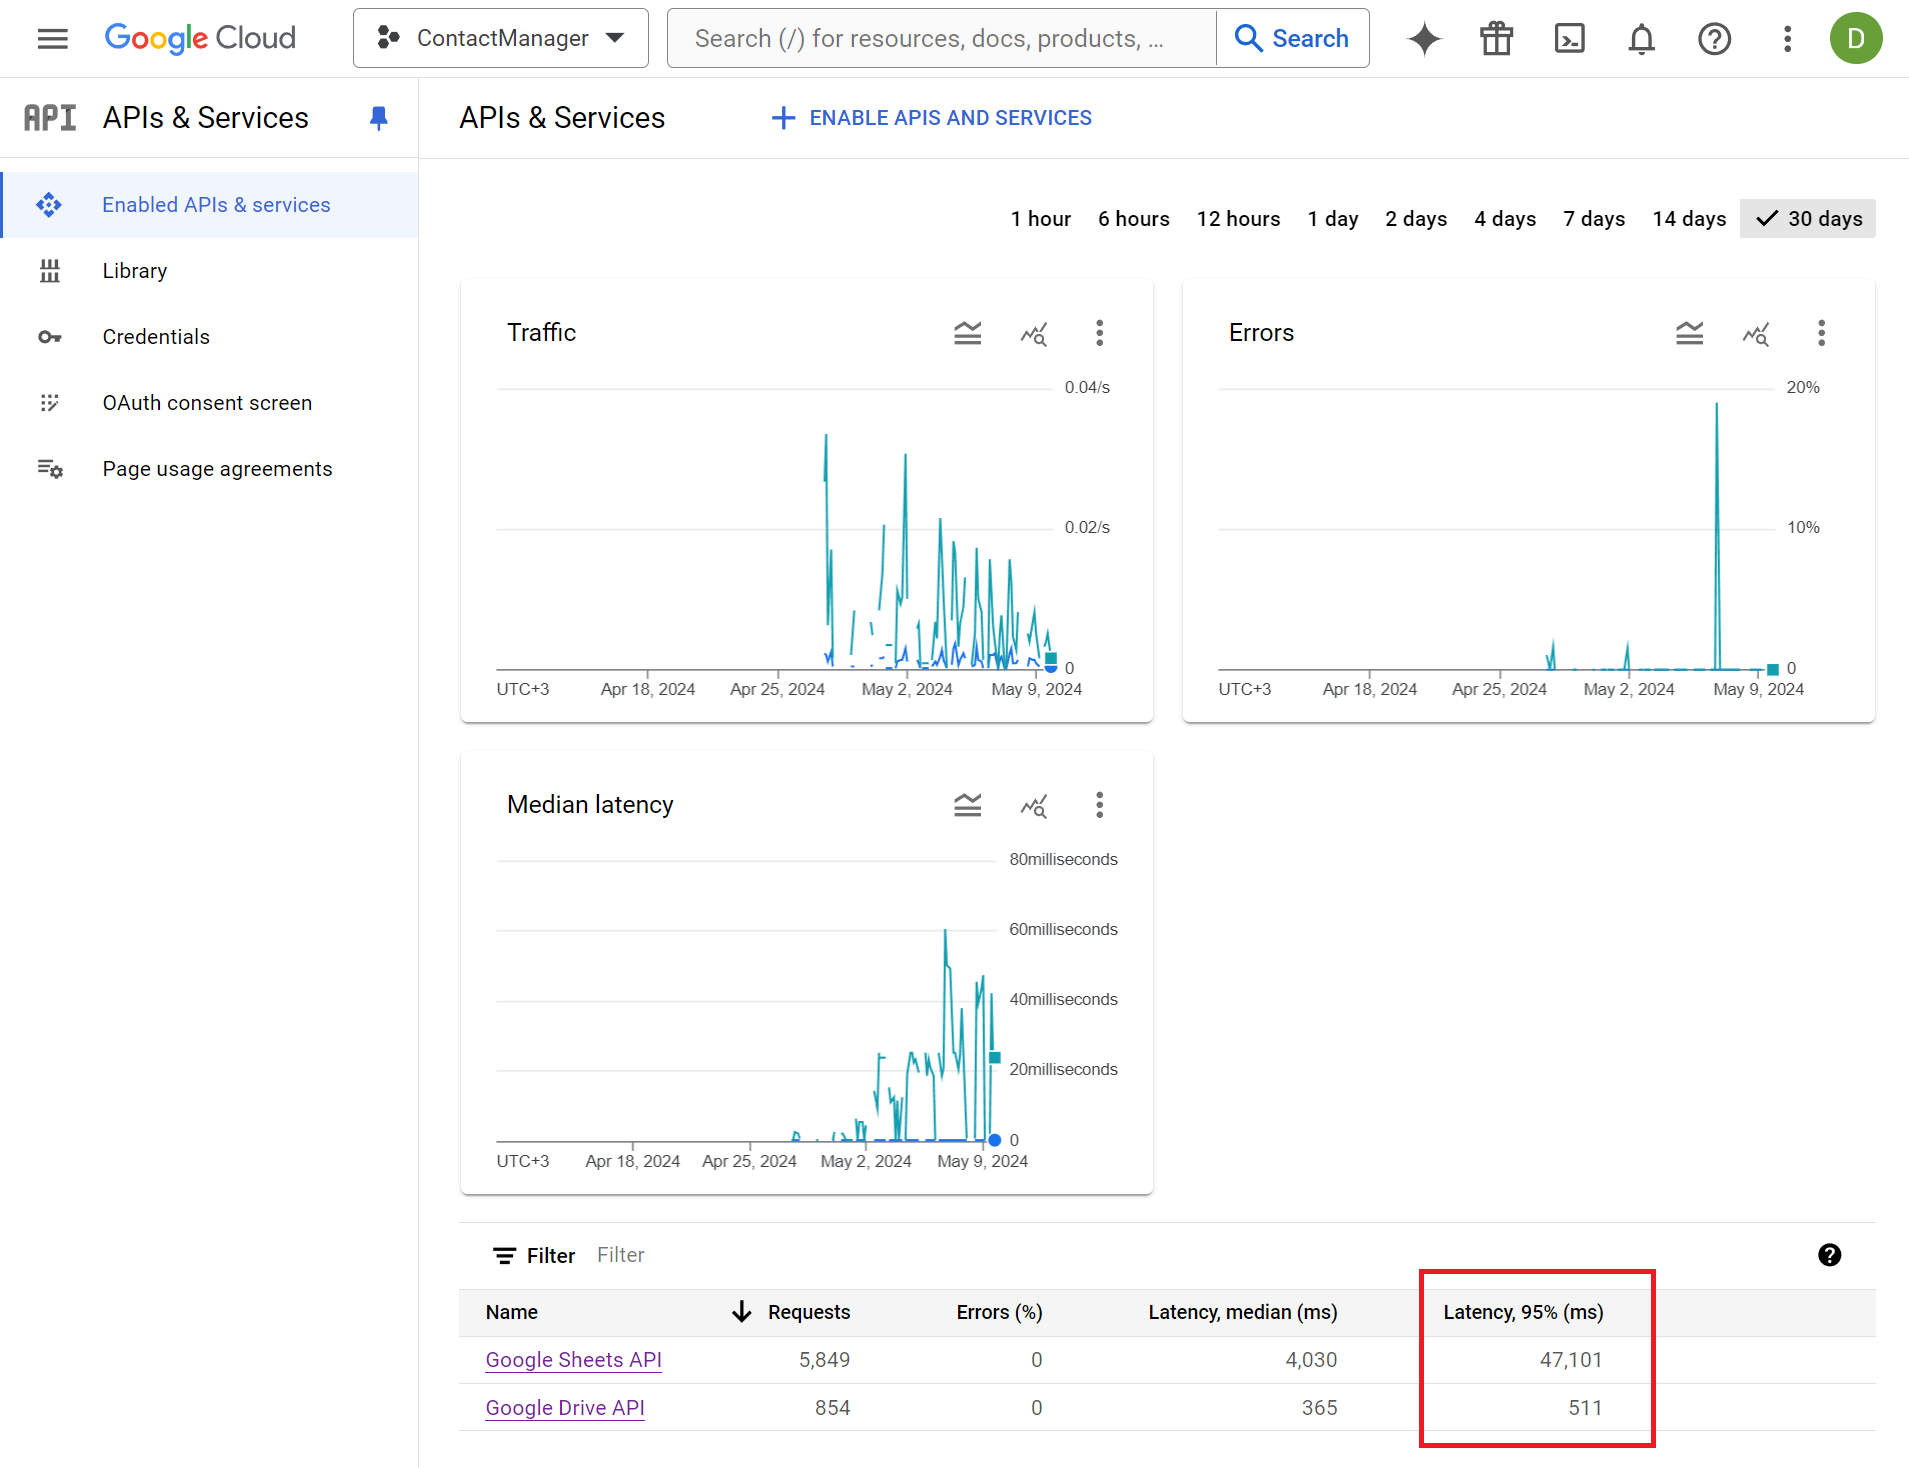 Google Cloud
ContactManager
Search (/) for resources, docs, products, ...
Search
D
API
APIs & Services
APIs & Services
ENABLE APIS AND SERVICES
Enabled APIs & services
Library
Credentials
OAuth consent screen
Page usage agreements
1 hour 6 hours 12 hours 1 day 2 days 4 days 7 days 14 days 30 days
Traffic
0.04/s
0.02/s
0
UTC+3 Apr 18, 2024 Apr 25, 2024 May 2, 2024 May 9, 2024
Errors
20%
10%
0
UTC+3 Apr 18, 2024 Apr 25, 2024 May 2, 2024 May 9, 2024
Median latency
80milliseconds
60milliseconds
40milliseconds
20milliseconds
0
UTC+3 Apr 18, 2024 Apr 25, 2024 May 2, 2024 May 9, 2024
Filter Filter
Name Requests Errors (%) Latency, median (ms) Latency, 95% (ms)
Google Sheets API 5,849 0 4,030 47,101
Google Drive API 854 0 365 511